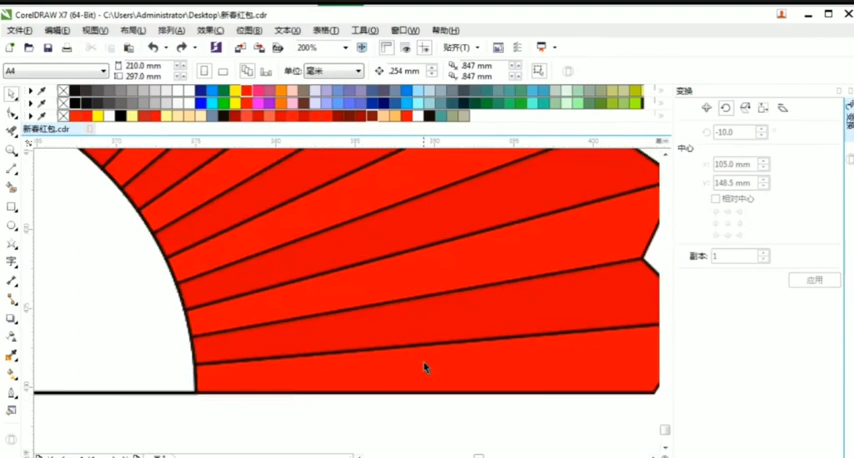 CorelDRAW X7 (64-Bit) - C:\Users\Administrator\Desktop\新春红包.cdr
文件(F) 编辑(E) 视图(V) 布局(L) 排列(A) 效果(C) 位图(B) 文本(X) 表格(T) 工具(O) 窗口(W) 帮助(H)
200% 贴齐(T)
A4 210.0 mm 297.0 mm 单位: 毫米 .254 mm .847 mm .847 mm
变换
新春红包.cdr
毫米
-10.0
中心
x: 105.0 mm
y: 148.5 mm
相对中心
副本: 1
应用